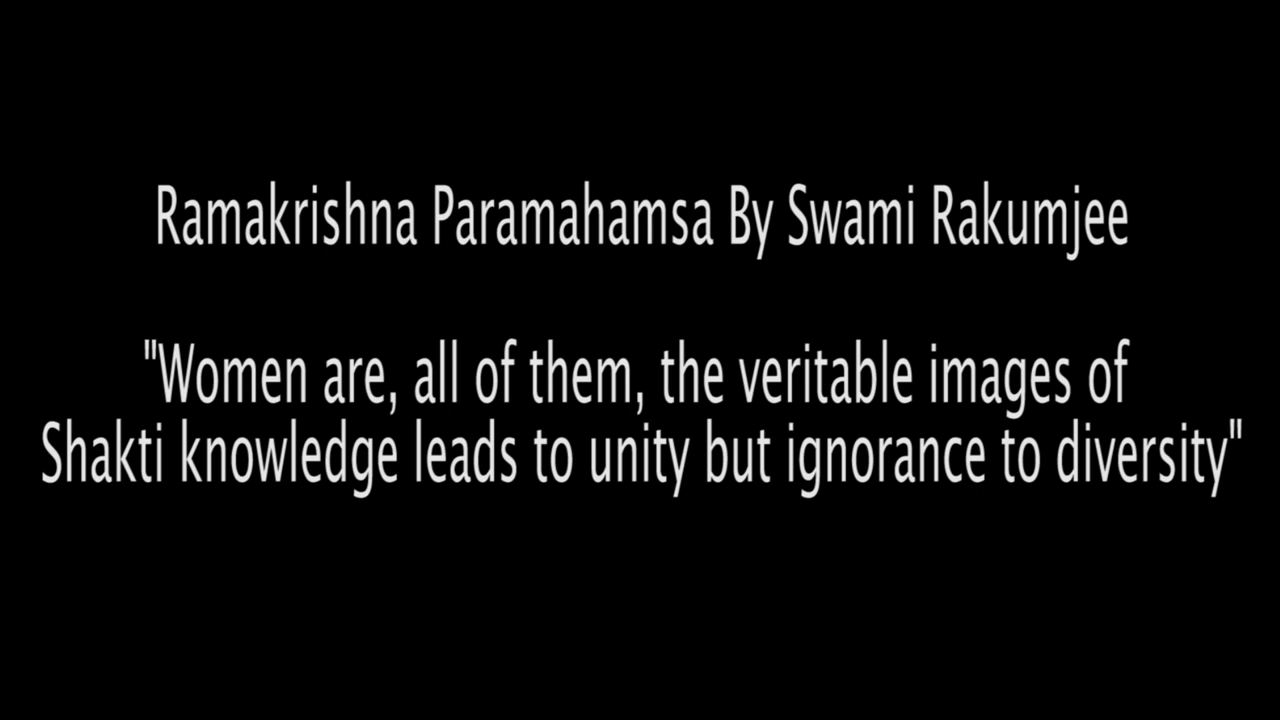 Ramakrishna Paramahamsa By Swami Rakumjee
"Women are, all of them, the veritable images of
Shakti knowledge leads to unity but ignorance to diversity"